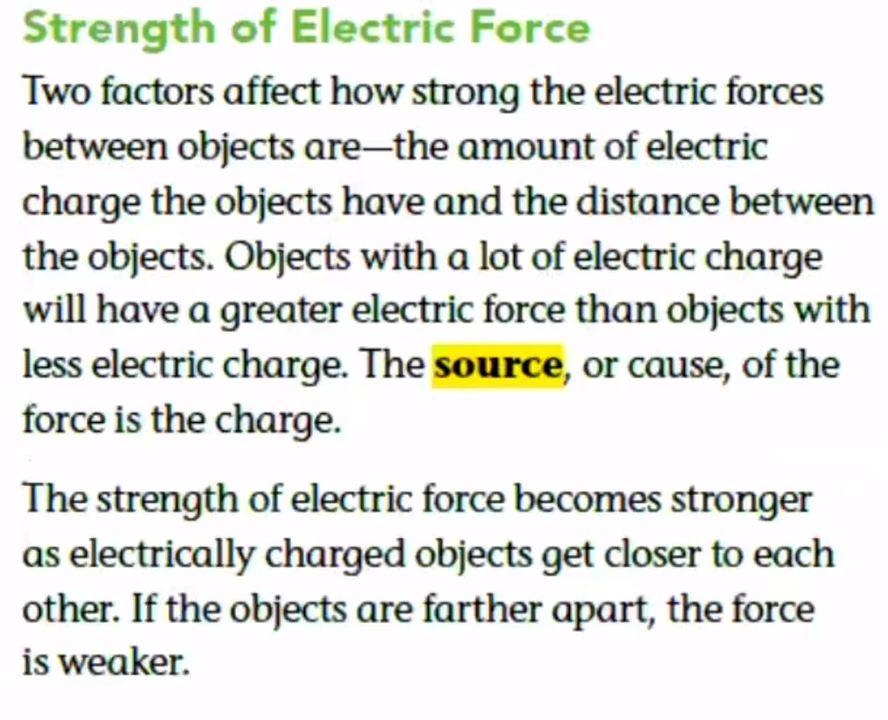 Strength of Electric Force
Two factors affect how strong the electric forces
between objects are—the amount of electric
charge the objects have and the distance between
the objects. Objects with a lot of electric charge
will have a greater electric force than objects with
less electric charge. The source, or cause, of the
force is the charge.
The strength of electric force becomes stronger
as electrically charged objects get closer to each
other. If the objects are farther apart, the force
is weaker.